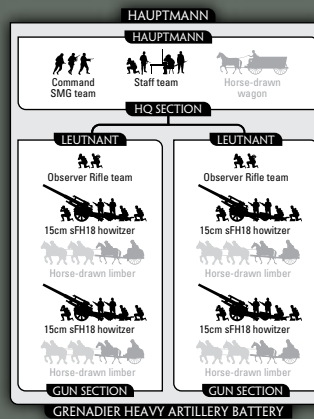 HAUPTMANN
HAUPTMANN
Command
SMG team
Staff team
Horse-drawn
wagon
HQ SECTION
LEUTNANT
Observer Rifle team
15cm sFH18 howitzer
Horse-drawn limber
15cm sFH18 howitzer
Horse-drawn limber
GUN SECTION
LEUTNANT
Observer Rifle team
15cm sFH18 howitzer
Horse-drawn limber
15cm sFH18 howitzer
Horse-drawn limber
GUN SECTION
GRENADIER HEAVY ARTILLERY BATTERY